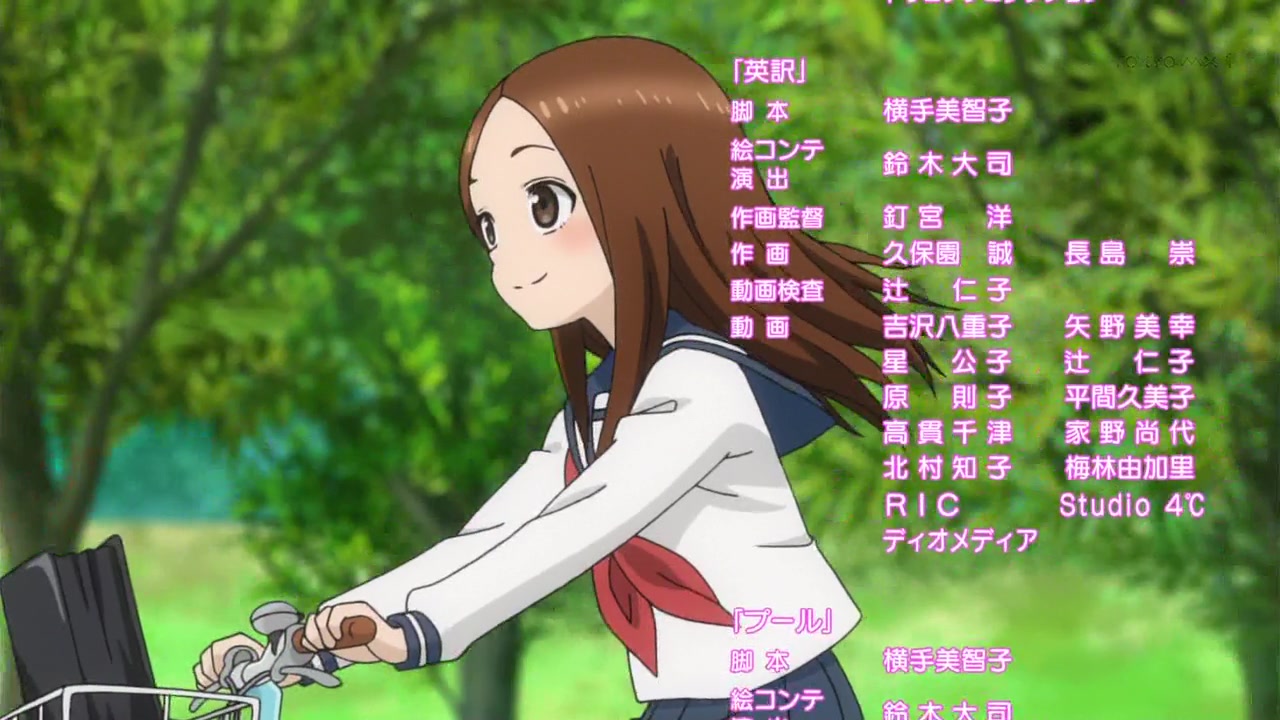 「英訳」
脚 本 横手美智子
絵コンテ
演 出 鈴木大司
作画監督 釘宮 洋
作 画 久保園 誠 長島 崇
動画検査 辻 仁子
動 画 吉沢八重子 矢野美幸
星 公子 辻 仁子
原 則子 平間久美子
高貫千津 家野尚代
北村知子 梅林由加里
RIC Studio 4℃
ディオメディア
「プール」
脚 本 横手美智子
絵コンテ 鈴木大司